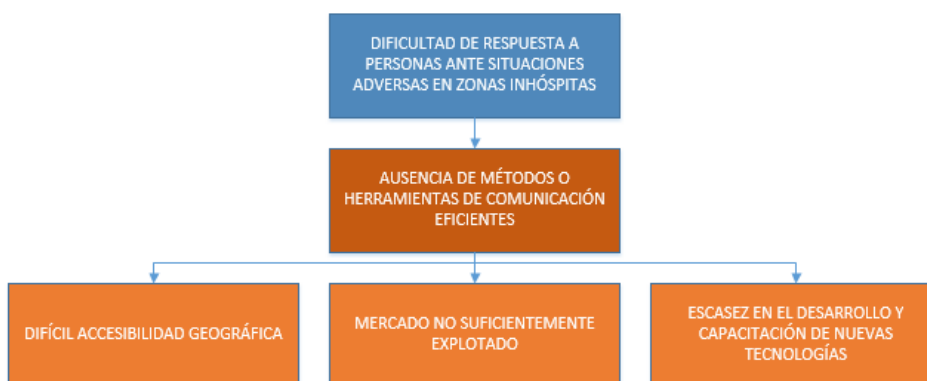 DIFICULTAD DE RESPUESTA A
PERSONAS ANTE SITUACIONES
ADVERSAS EN ZONAS INHÓSPITAS
AUSENCIA DE MÉTODOS O
HERRAMIENTAS DE COMUNICACIÓN
EFICIENTES
DIFÍCIL ACCESIBILIDAD GEOGRÁFICA
MERCADO NO SUFICIENTEMENTE
EXPLOTADO
ESCASEZ EN EL DESARROLLO Y
CAPACITACIÓN DE NUEVAS
TECNOLOGÍAS